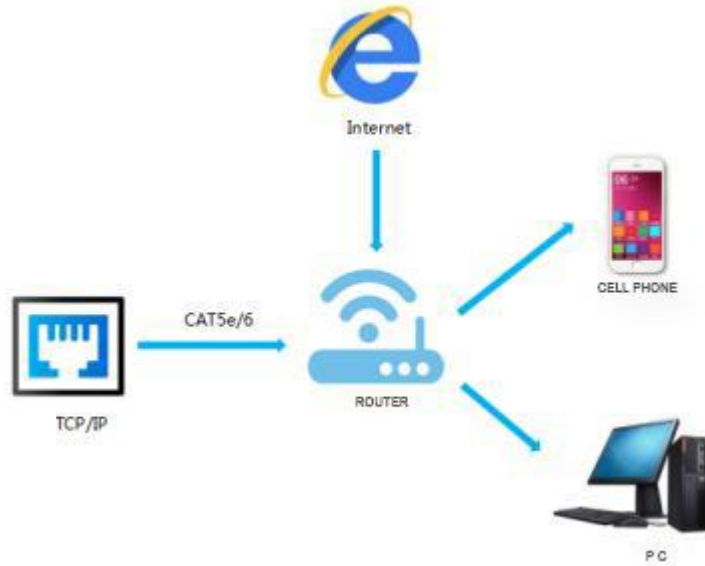 Internet
CELL PHONE
CAT5e/6
ROUTER
TCP/IP
PC